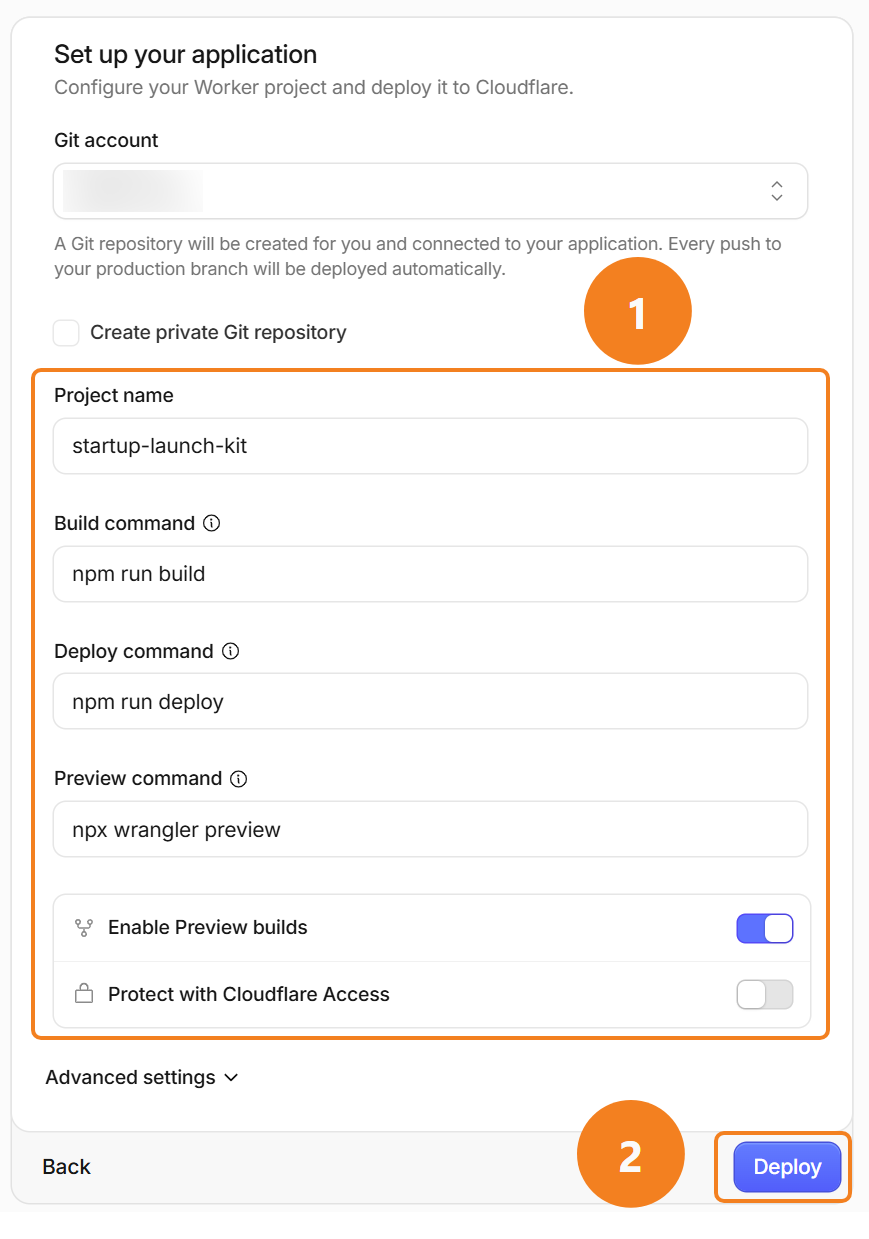 Set up your application
Configure your Worker project and deploy it to Cloudflare.
Git account
A Git repository will be created for you and connected to your application. Every push to
your production branch will be deployed automatically.
1
Create private Git repository
Project name
startup-launch-kit
Build command
npm run build
Deploy command
npm run deploy
Preview command
npx wrangler preview
Enable Preview builds
Protect with Cloudflare Access
Advanced settings
Back
2
Deploy